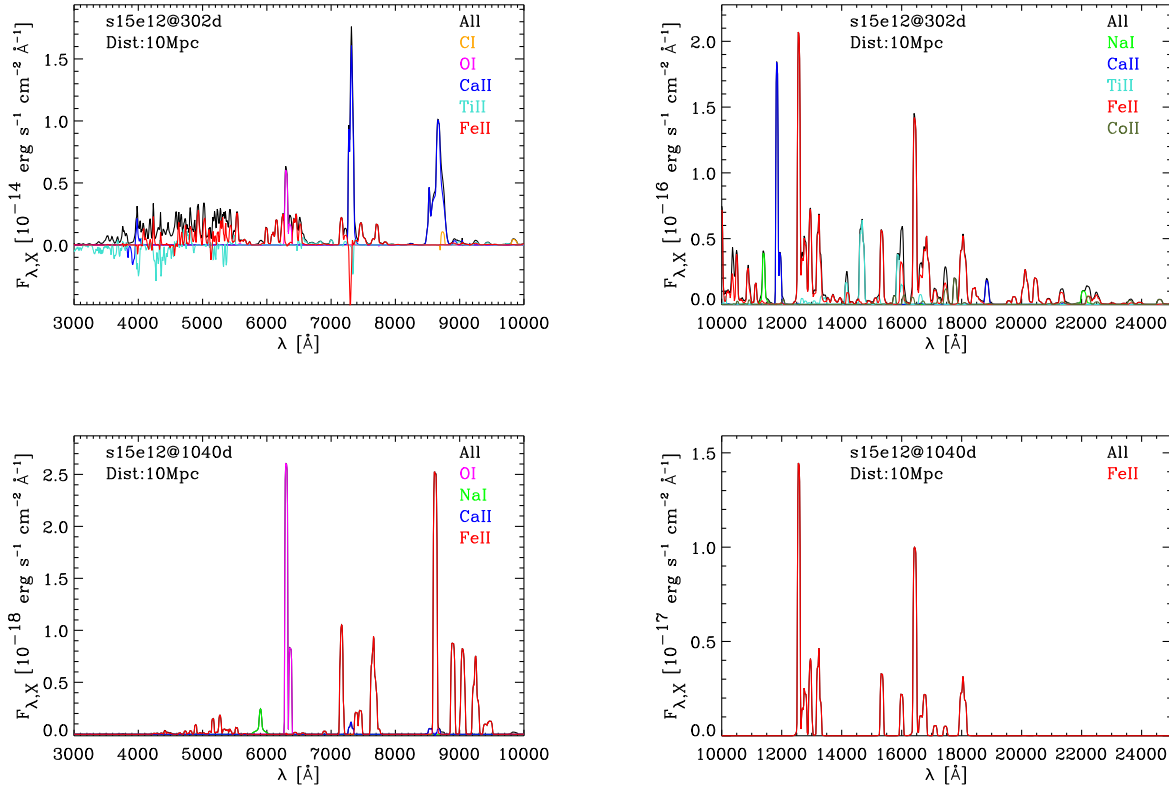 s15e12@302d
Dist:10Mpc
All
CI
OI
CaII
TiII
FeII
1.5
1.0
0.5
0.0
F_{λ,X} [10^{-14} erg s^{-1} cm^{-2} Å^{-1}]
3000 4000 5000 6000 7000 8000 9000 10000
λ [Å]
s15e12@302d
Dist:10Mpc
All
NaI
CaII
TiII
FeII
CoII
2.0
1.5
1.0
0.5
0.0
F_{λ,X} [10^{-16} erg s^{-1} cm^{-2} Å^{-1}]
10000 12000 14000 16000 18000 20000 22000 24000
λ [Å]
s15e12@1040d
Dist:10Mpc
All
OI
NaI
CaII
FeII
2.5
2.0
1.5
1.0
0.5
0.0
F_{λ,X} [10^{-18} erg s^{-1} cm^{-2} Å^{-1}]
3000 4000 5000 6000 7000 8000 9000 10000
λ [Å]
s15e12@1040d
Dist:10Mpc
All
FeII
1.5
1.0
0.5
0.0
F_{λ,X} [10^{-17} erg s^{-1} cm^{-2} Å^{-1}]
10000 12000 14000 16000 18000 20000 22000 24000
λ [Å]